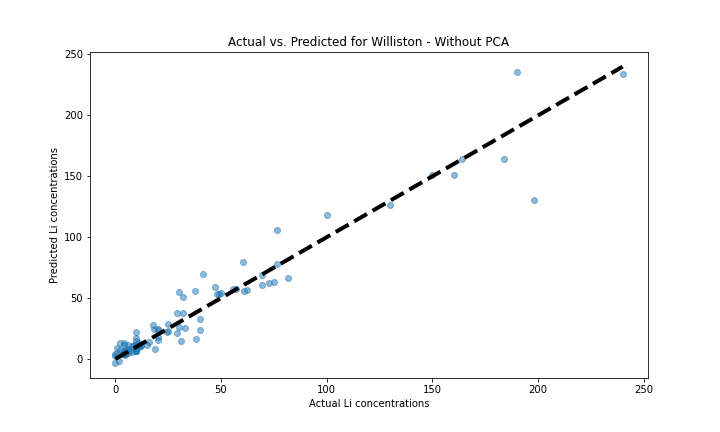 Actual vs. Predicted for Williston - Without PCA
250
200
150
100
50
0
Predicted Li concentrations
0 50 100 150 200 250
Actual Li concentrations